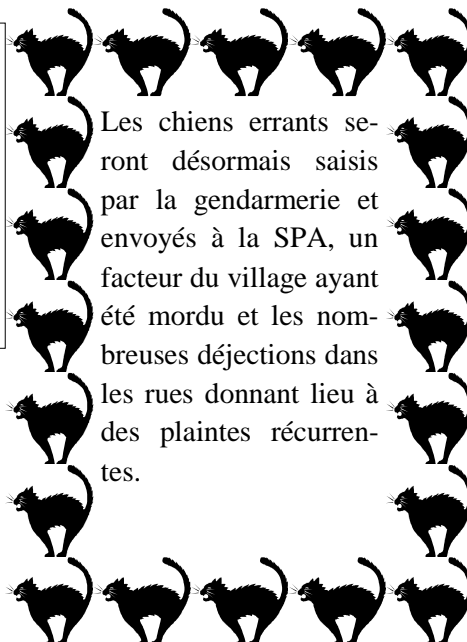 Les chiens errants se-
ront désormais saisis
par la gendarmerie et
envoyés à la SPA, un
facteur du village ayant
été mordu et les nom-
breuses déjections dans
les rues donnant lieu à
des plaintes récurren-
tes.